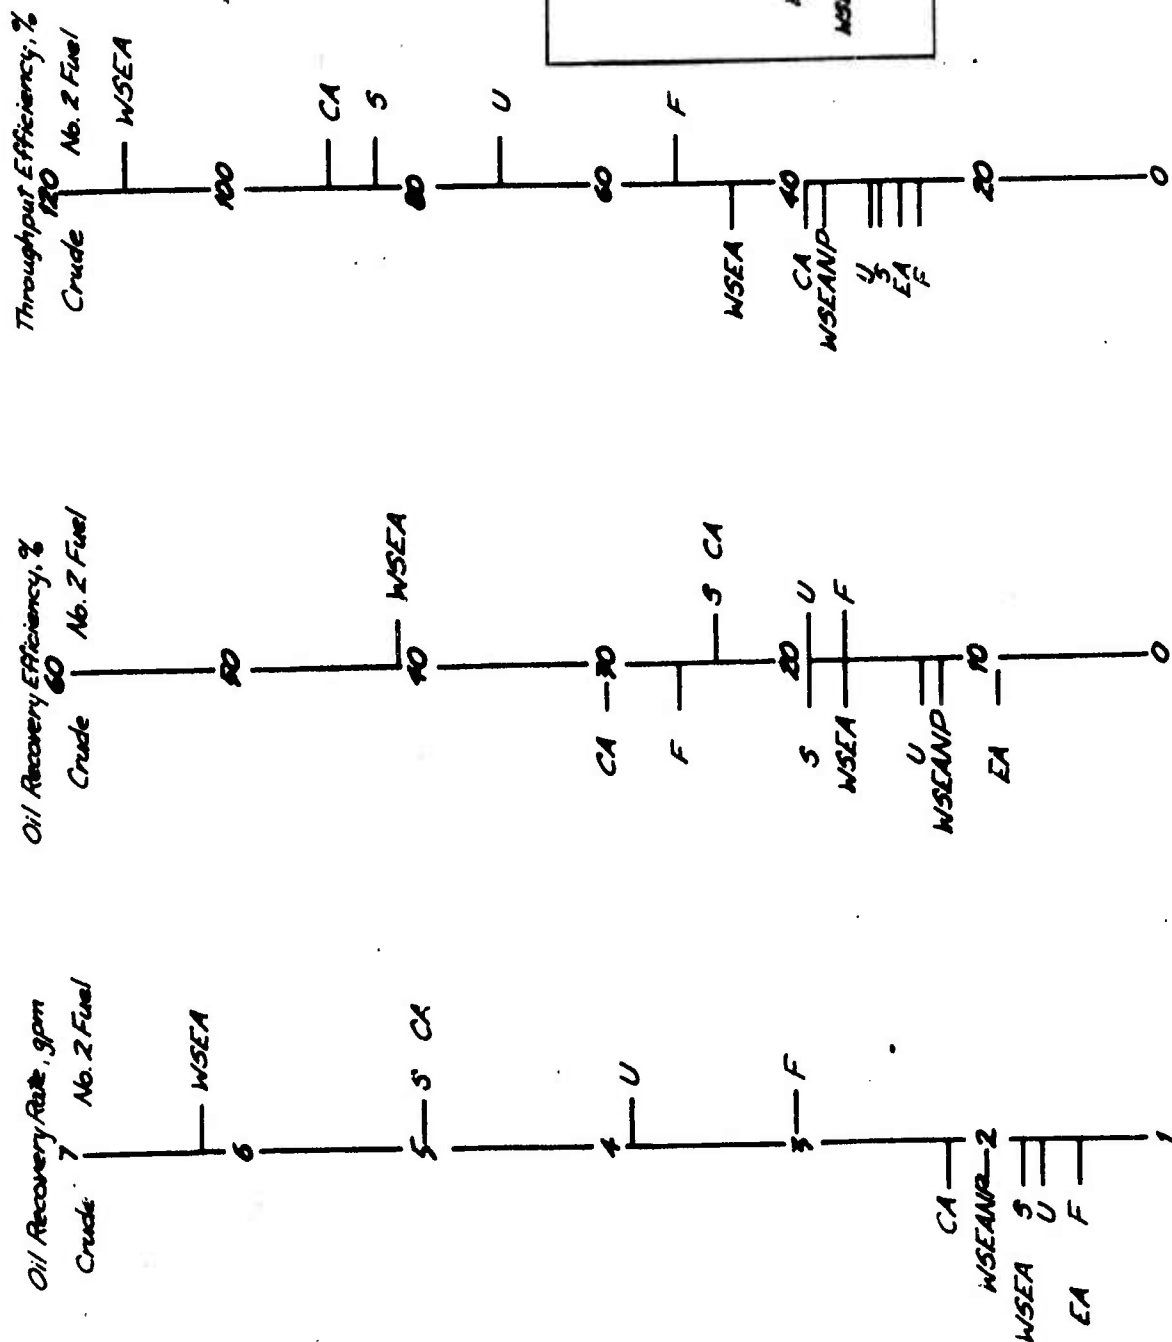 Oil Recovery Rate, gpm
Crude No. 2 Fuel
7
WSEA
6
5 S CA
4
U
3 F
CA
WSEANP 2
WSEA S
U
EA F
1
Oil Recovery Efficiency, %
Crude No. 2 Fuel
60
50
WSEA
40
CA 30
F
S CA
20
S U
WSEA F
U
WSEANP
10
EA
0
Throughput Efficiency, %
Crude No. 2 Fuel
120
WSEA
100
CA
S
80
U
60
F
WSEA
40
CA
WSEANP
U
S
EA
F
20
0